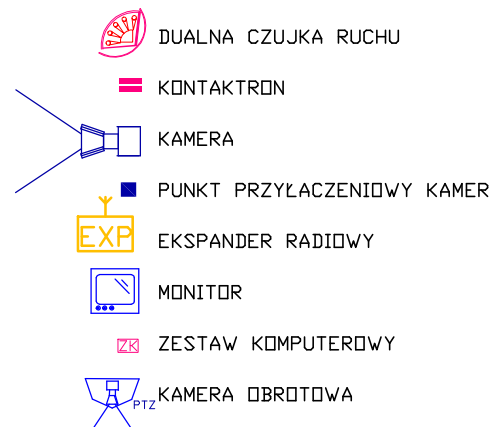 DUALNA CZUJKA RUCHU
KONTAKTRON
KAMERA
PUNKT PRZYŁACZENIOWY KAMER
EXP
EKSPANDER RADIOWY
MONITOR
ZK ZESTAW KOMPUTEROWY
PTZ KAMERA OBROTOWA